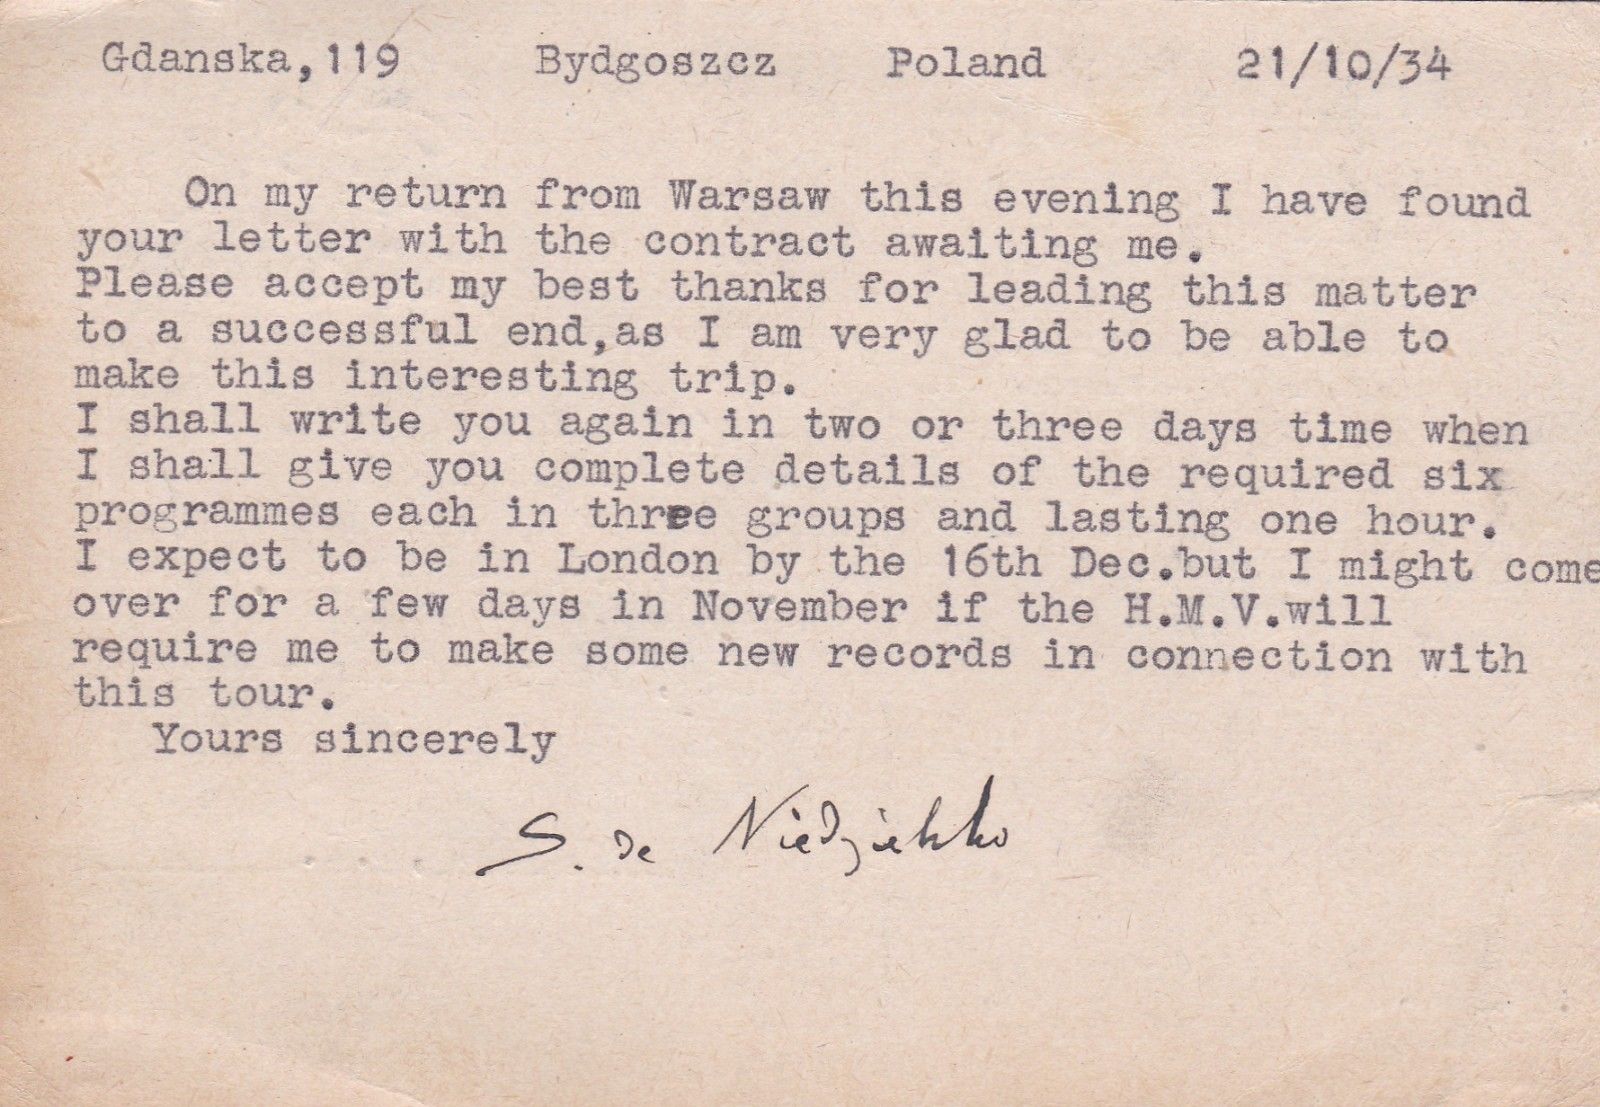 Gdanska,119 Bydgoszcz Poland 21/10/34
On my return from Warsaw this evening I have found
your letter with the contract awaiting me.
Please accept my best thanks for leading this matter
to a successful end,as I am very glad to be able to
make this interesting trip.
I shall write you again in two or three days time when
I shall give you complete details of the required six
programmes each in three groups and lasting one hour.
I expect to be in London by the 16th Dec.but I might come
over for a few days in November if the H.M.V.will
require me to make some new records in connection with
this tour.
Yours sincerely
S. de Niedzielski